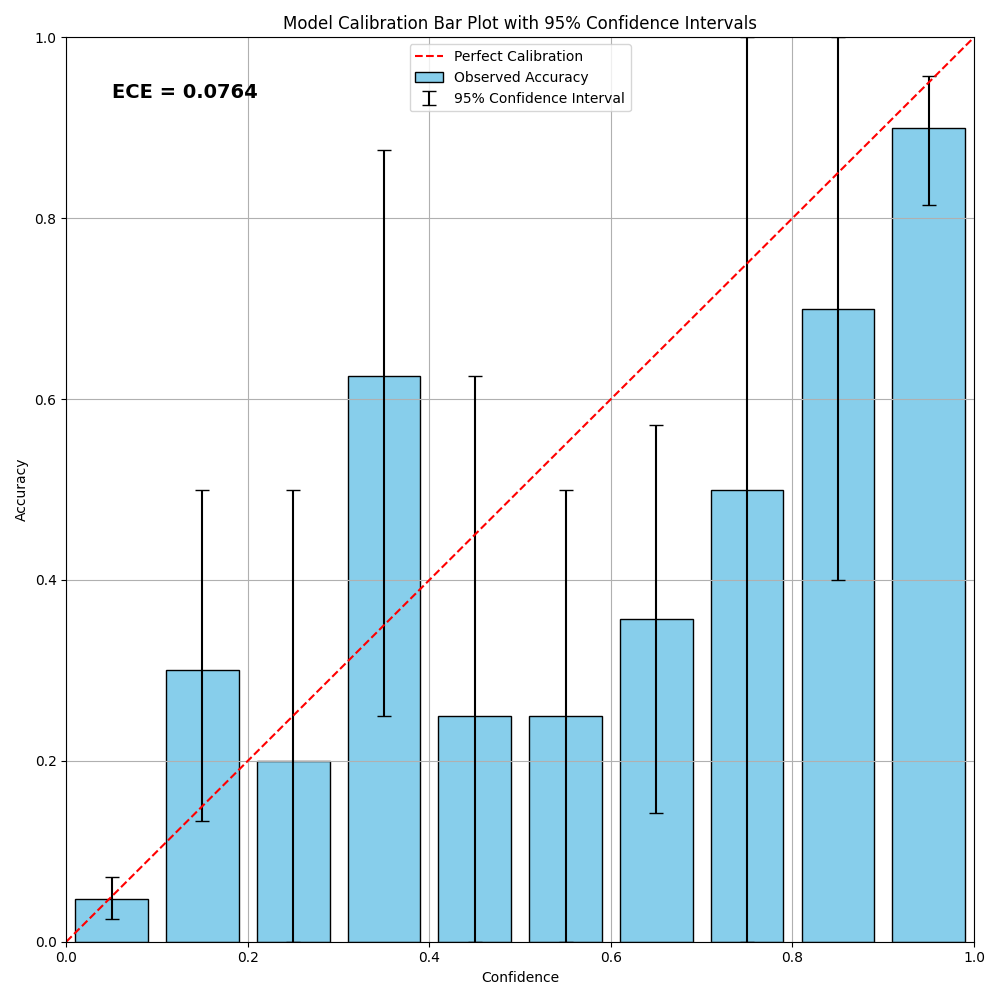 Model Calibration Bar Plot with 95% Confidence Intervals
ECE = 0.0764
Perfect Calibration
Observed Accuracy
95% Confidence Interval
Accuracy
1.0
0.8
0.6
0.4
0.2
0.0
0.0 0.2 0.4 0.6 0.8 1.0
Confidence